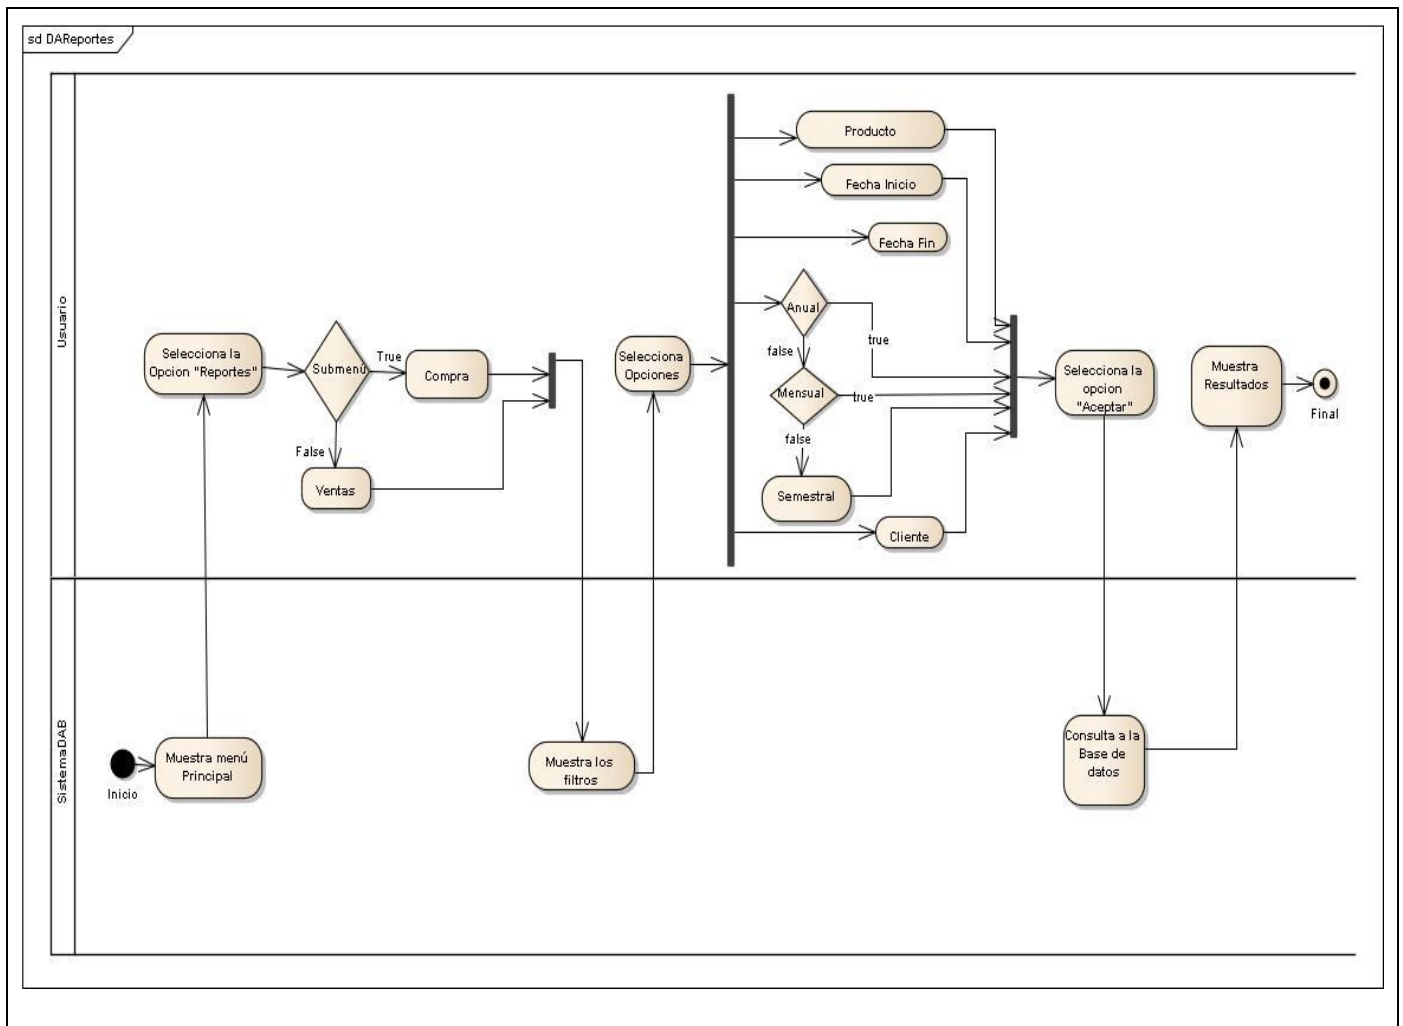 sd DAReportes
Usuario
Producto
Fecha Inicio
Fecha Fin
Anual
true
false
Mensual
true
false
Semestral
Cliente
Selecciona la
Opcion "Reportes"
Submenú
True
Compra
False
Ventas
Selecciona
Opciones
Selecciona la
opcion
"Aceptar"
Muestra
Resultados
Final
SistemaDAB
Inicio
Muestra menú
Principal
Muestra los
filtros
Consulta a la
Base de
datos